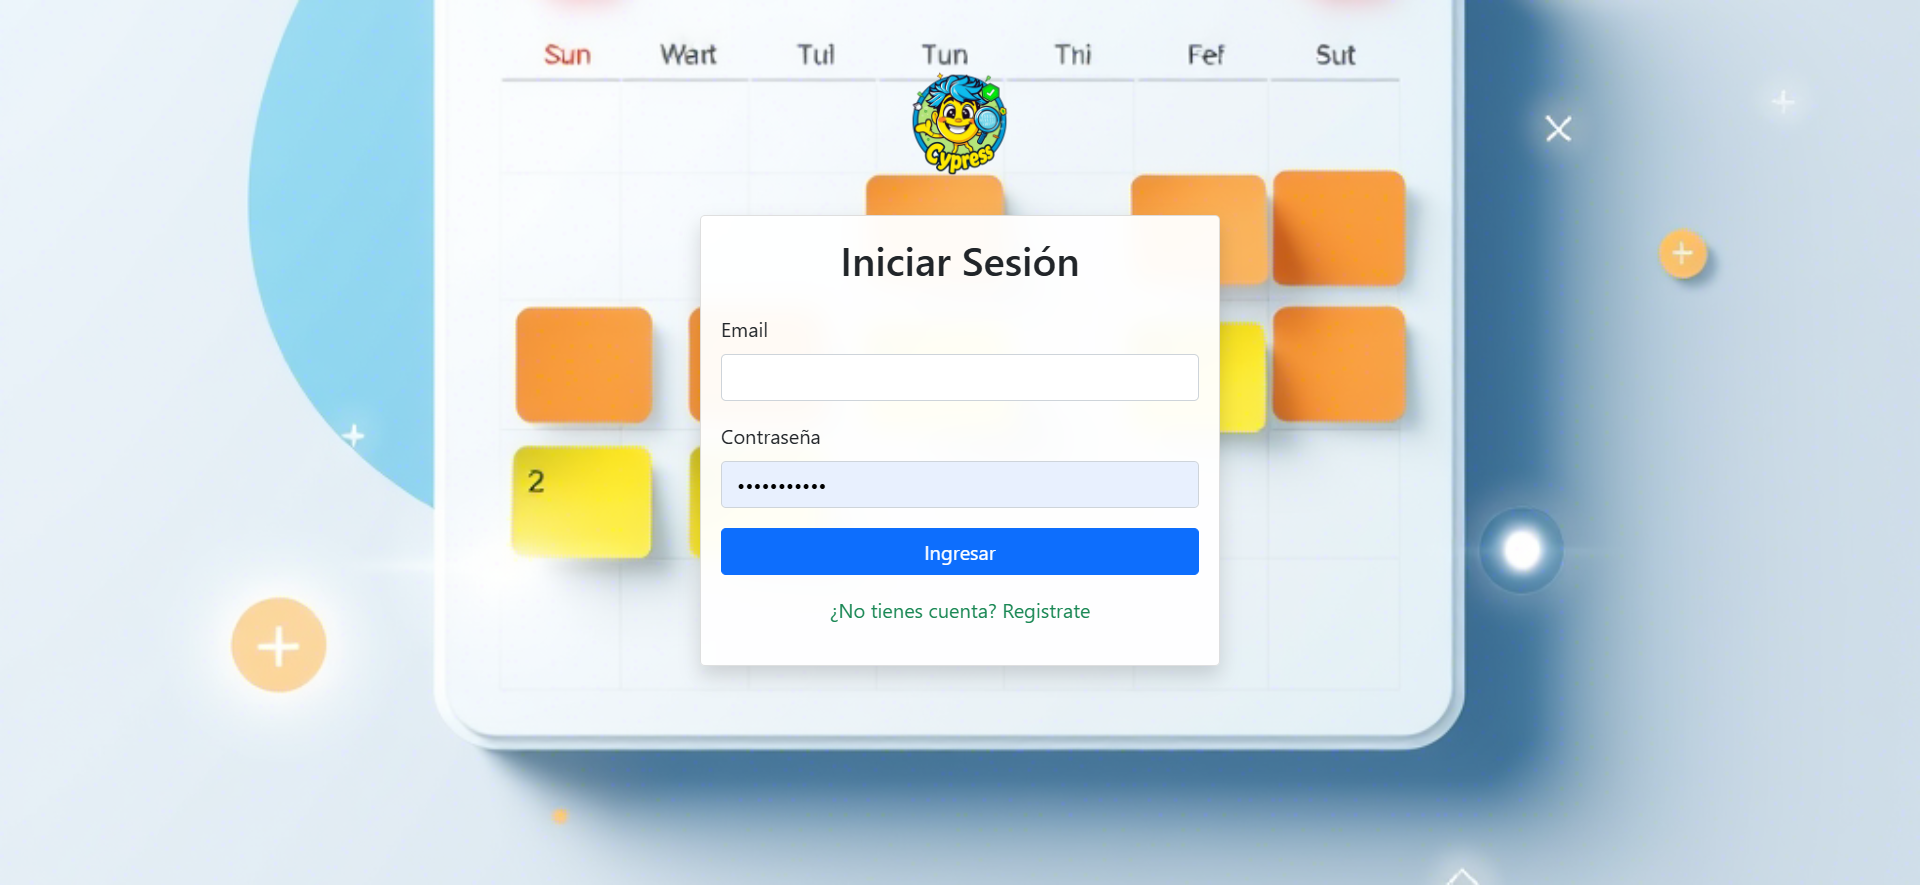 Sun Wart Tul Tun Thi Fef Sut
Cypress
Iniciar Sesión
Email
Contraseña
•••••••••••
2
Ingresar
¿No tienes cuenta? Registrate